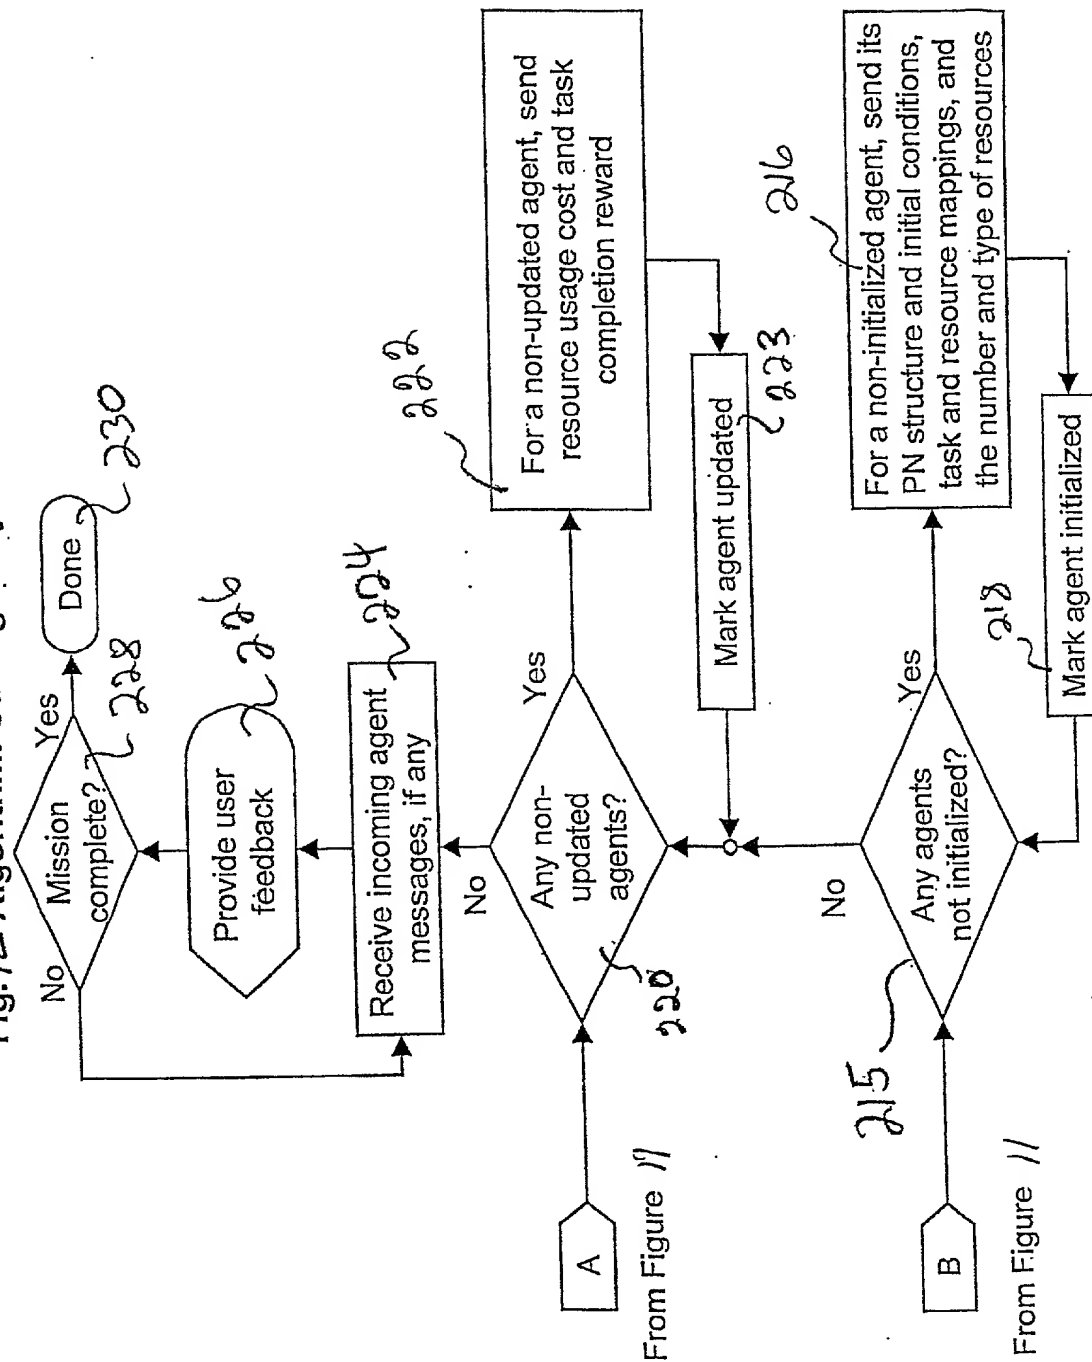 Fig. 12
Done
230
Yes
Mission
complete?
228
No
Provide user
feedback
226
Receive incoming agent
messages, if any
224
No
Any non-
updated
agents?
220
Yes
For a non-updated agent, send
resource usage cost and task
completion reward
222
Mark agent updated
223
A
From Figure 11
No
Any agents
not initialized?
215
Yes
For a non-initialized agent, send its
PN structure and initial conditions,
task and resource mappings, and
the number and type of resources
216
Mark agent initialized
218
B
From Figure 11